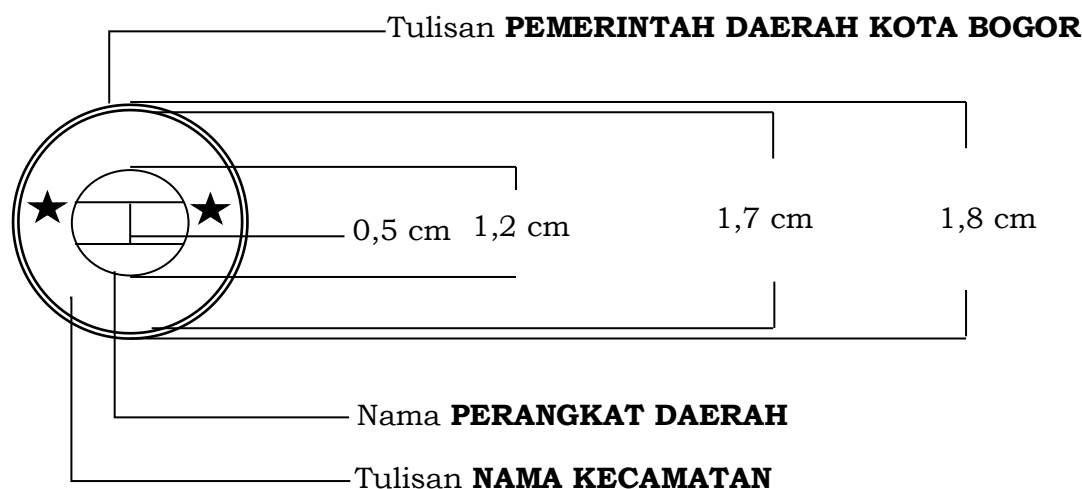 Tulisan PEMERINTAH DAERAH KOTA BOGOR
0,5 cm 1,2 cm 1,7 cm 1,8 cm
Nama PERANGKAT DAERAH
Tulisan NAMA KECAMATAN